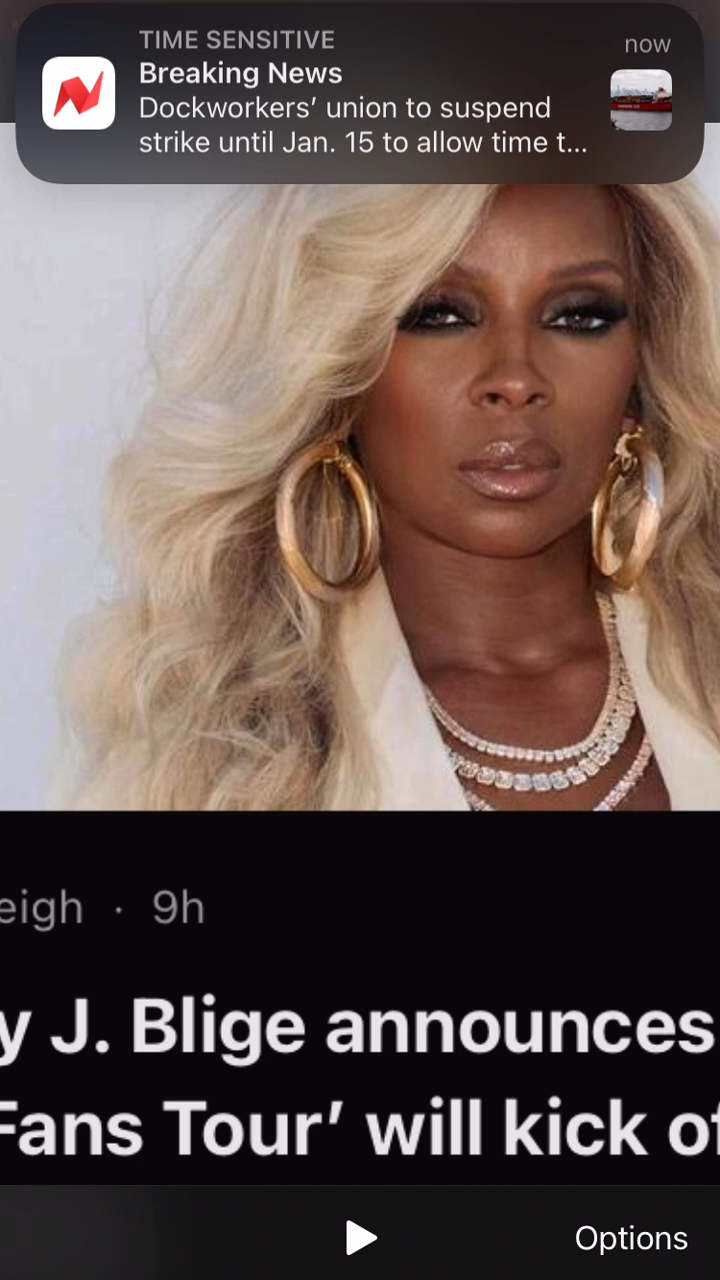 TIME SENSITIVE
now
Breaking News
Dockworkers’ union to suspend
strike until Jan. 15 to allow time t...
eigh · 9h
y J. Blige announces
Fans Tour’ will kick of
Options